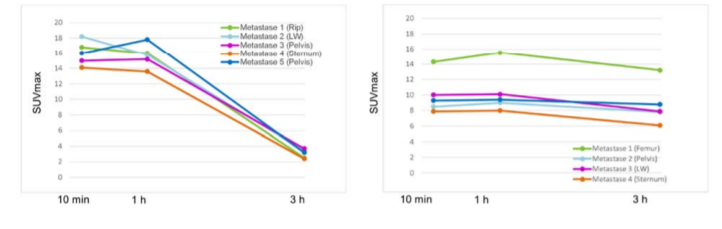 20
18
16
14
12
10
8
6
4
2
0
SUVmax
Metastase 1 (Rip)
Metastase 2 (LW)
Metastase 3 (Pelvis)
Metastase 4 (Sternum)
Metastase 5 (Pelvis)
10 min 1 h 3 h
20
18
16
14
12
10
8
6
4
2
0
SUVmax
Metastase 1 (Femur)
Metastase 2 (Pelvis)
Metastase 3 (LW)
Metastase 4 (Sternum)
10 min 1 h 3 h